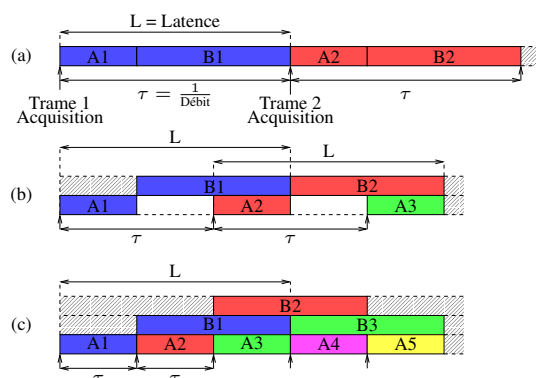 L = Latence
(a) A1 B1 A2 B2
Trame 1 τ = 1/Débit Trame 2 τ
Acquisition Acquisition
L
L
(b) B1 B2
A1 A2 A3
τ τ
L
B2
(c) B1 B3
A1 A2 A3 A4 A5
τ τ